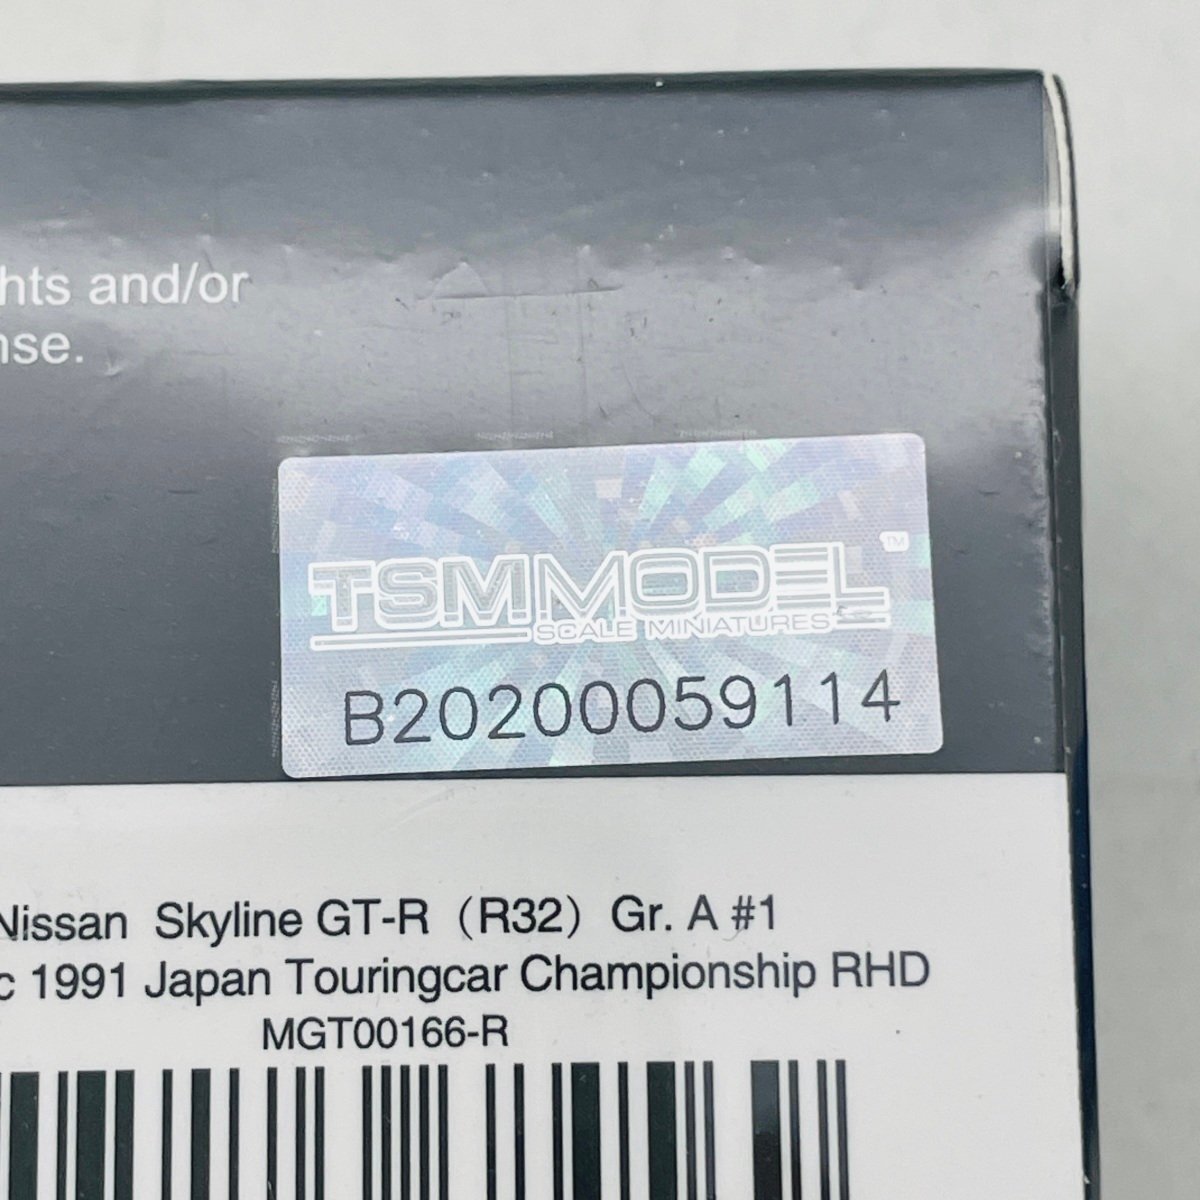 hts and/or
nse.
TSMMODEL™
SCALE MINIATURES
B20200059114
Nissan Skyline GT-R (R32) Gr. A #1
c 1991 Japan Touringcar Championship RHD
MGT00166-R